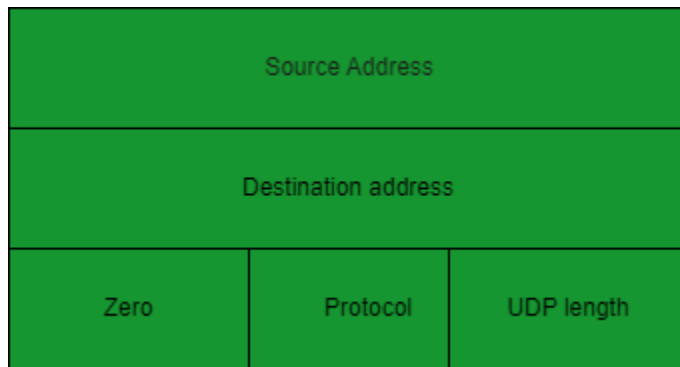 Source Address
Destination address
Zero Protocol UDP length